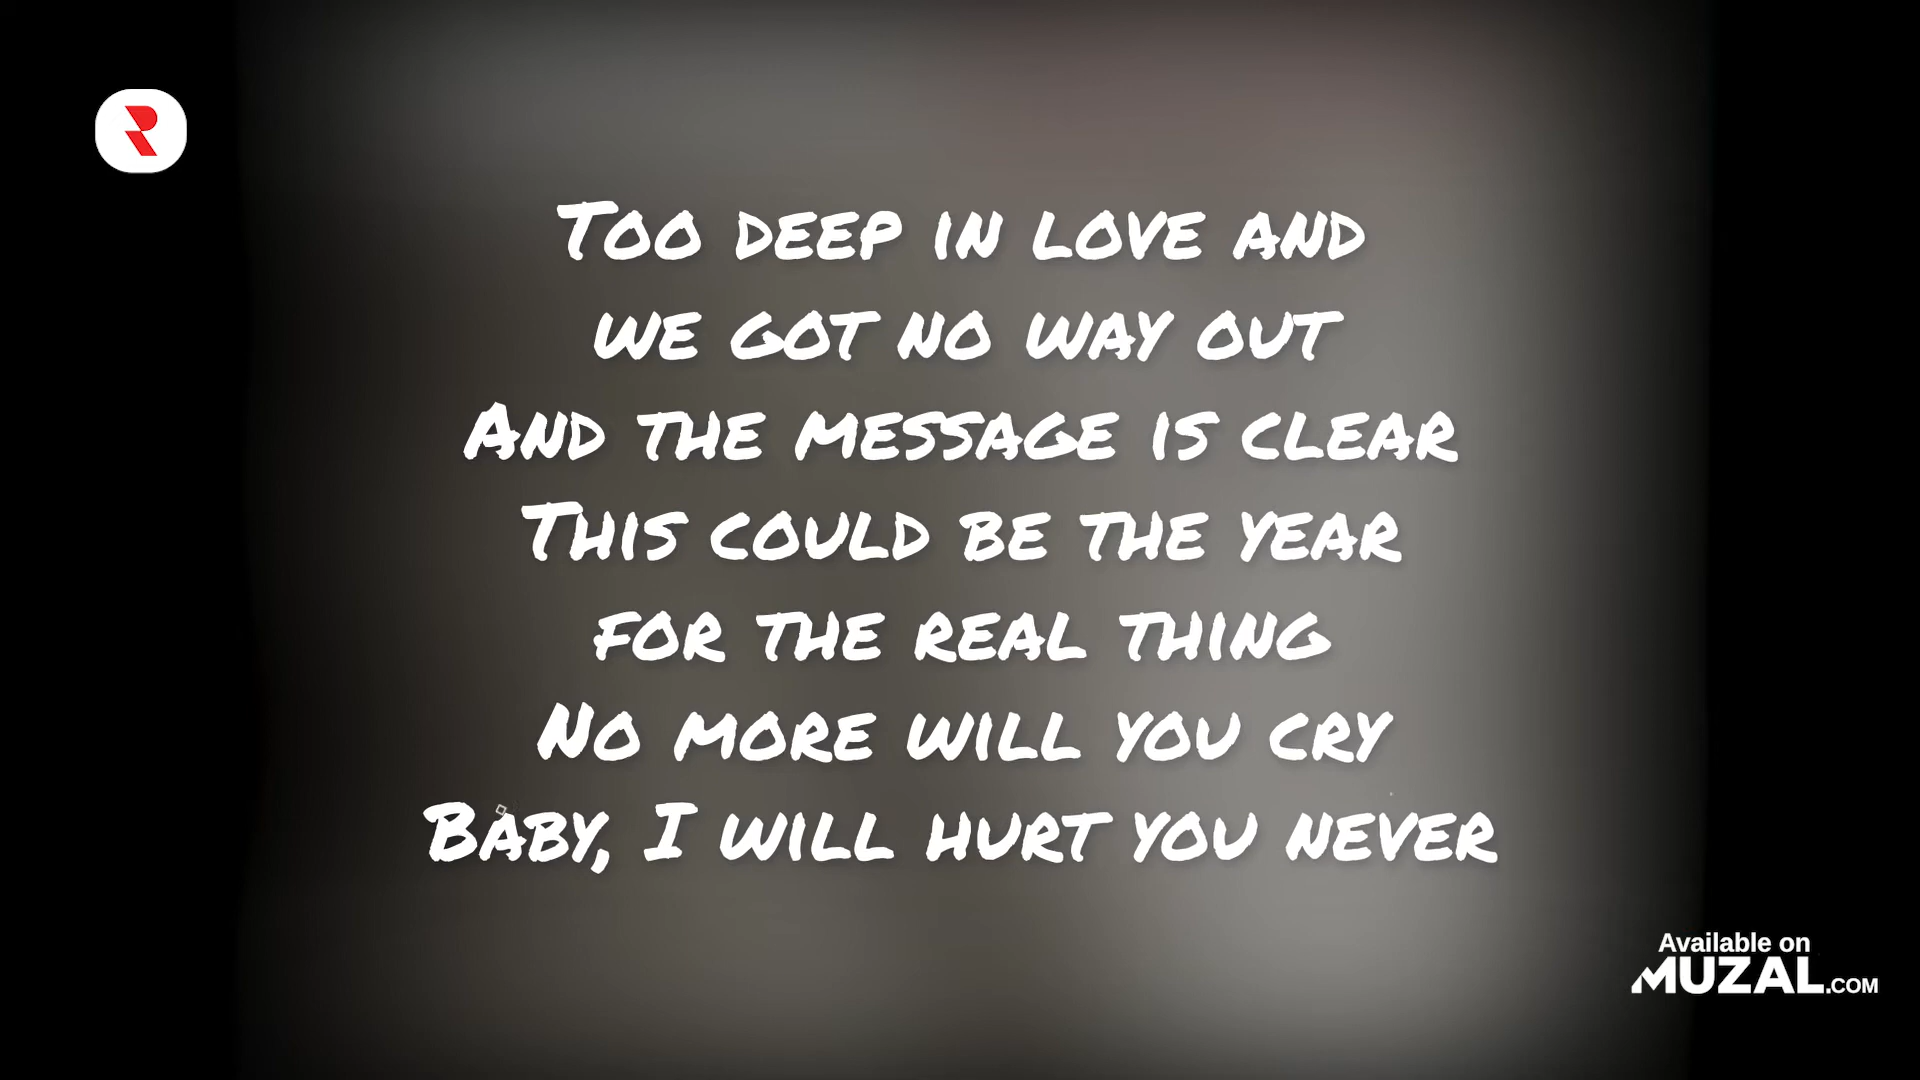 R
Too deep in love and
we got no way out
And the message is clear
This could be the year
for the real thing
No more will you cry
Baby, I will hurt you never
Available on
MUZAL.COM